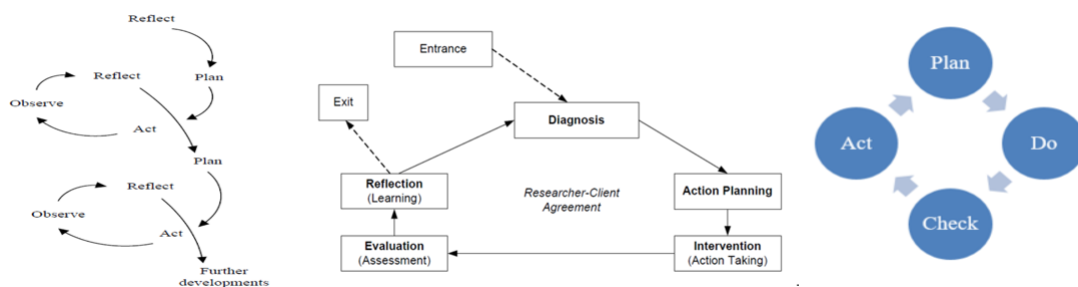 Reflect
Plan
Reflect
Observe
Act
Plan
Reflect
Observe
Act
Further
developments
Entrance
Exit
Diagnosis
Reflection
(Learning)
Researcher-Client
Agreement
Action Planning
Evaluation
(Assessment)
Intervention
(Action Taking)
Plan
Act
Do
Check